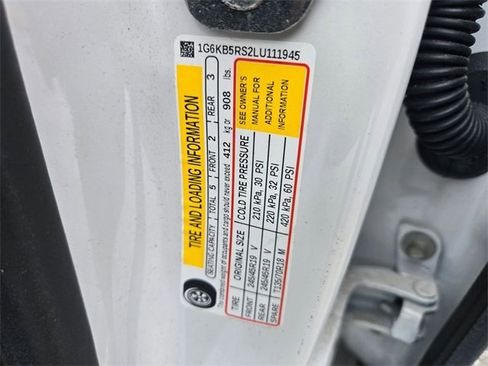 1G6KB5RS2LU111945
TIRE AND LOADING INFORMATION
SEATING CAPACITY TOTAL 5 FRONT 2 REAR 3
The combined weight of occupants and cargo should never exceed 412 kg or 908 lbs.
TIRE ORIGINAL SIZE COLD TIRE PRESSURE
FRONT 245/45R19 V 210 kPa, 30 PSI
REAR 245/45R19 V 220 kPa, 32 PSI
SPARE T135/70R18 M 420 kPa, 60 PSI
SEE OWNER'S
MANUAL FOR
ADDITIONAL
INFORMATION